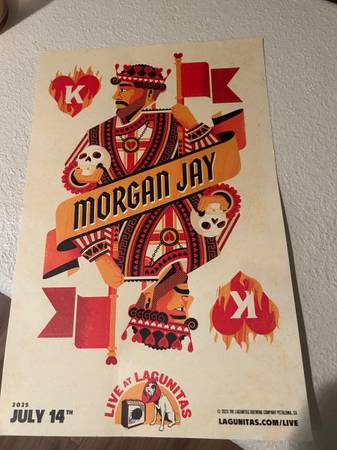 K
MORGAN JAY
K
LIVE AT LAGUNITAS
2025
JULY 14TH
© 2025 THE LAGUNITAS BREWING COMPANY PETALUMA, CA
LAGUNITAS.COM/LIVE